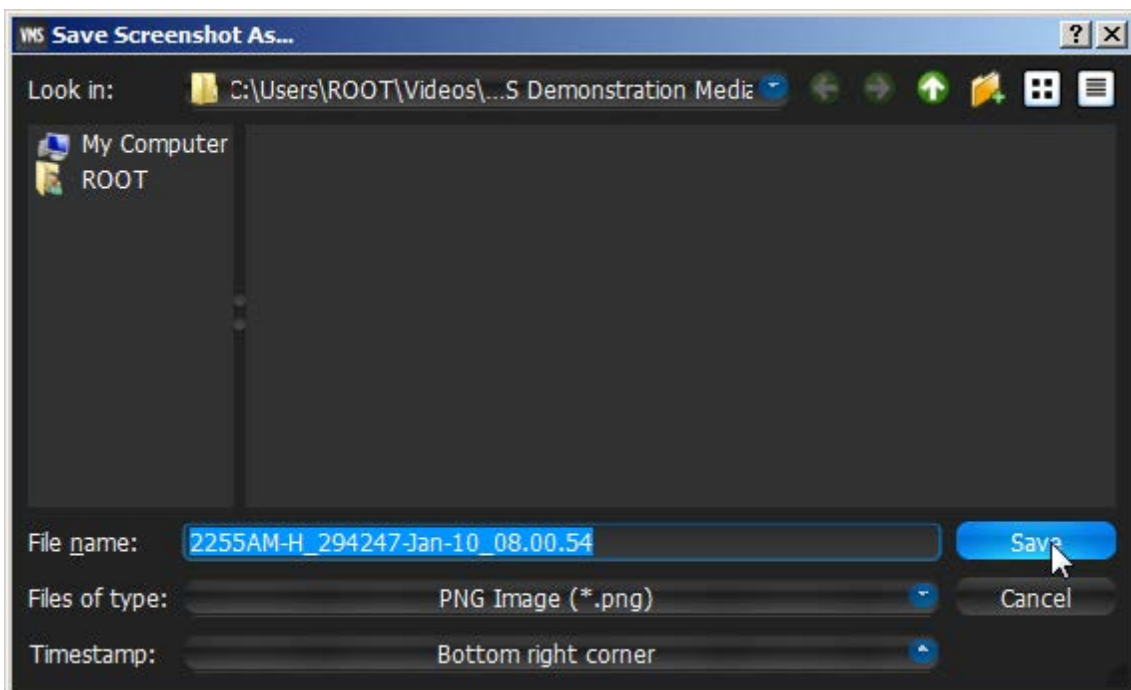 VMS Save Screenshot As...
Look in: C:\Users\ROOT\Videos\...S Demonstration Media
My Computer
ROOT
File name: 2255AM-H_294247-Jan-10_08.00.54 Save
Files of type: PNG Image (*.png) Cancel
Timestamp: Bottom right corner